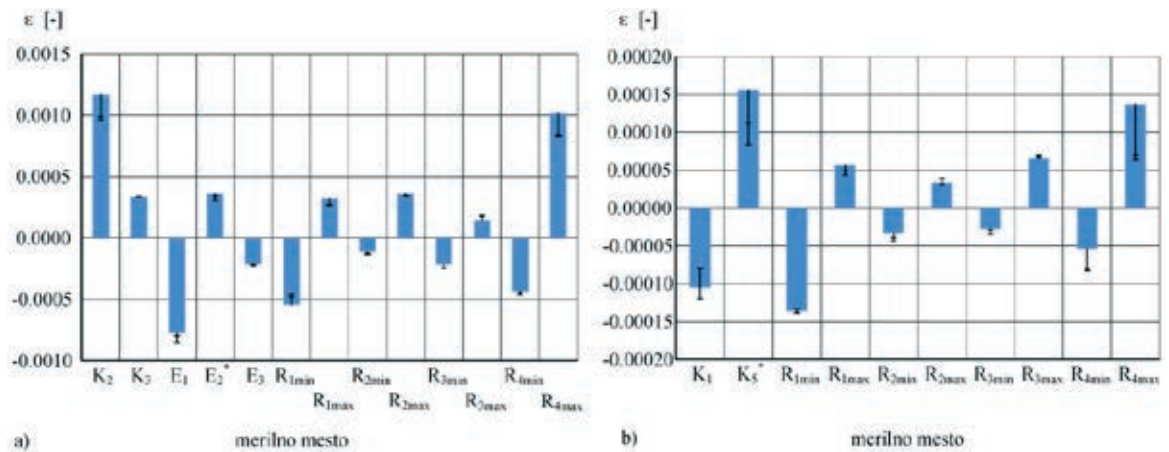 ε [-]
0.0015
0.0010
0.0005
0.0000
-0.0005
-0.0010
K₂ K₃ E₁ E₂* E₃ R₁min R₂min R₃min R₄min
R₁max R₂max R₃max R₄max
a) merilno mesto
ε [-]
0.00020
0.00015
0.00010
0.00005
0.00000
-0.00005
-0.00010
-0.00015
-0.00020
K₁ K₅* R₁min R₁max R₂min R₂max R₃min R₃max R₄min R₄max
b) merilno mesto